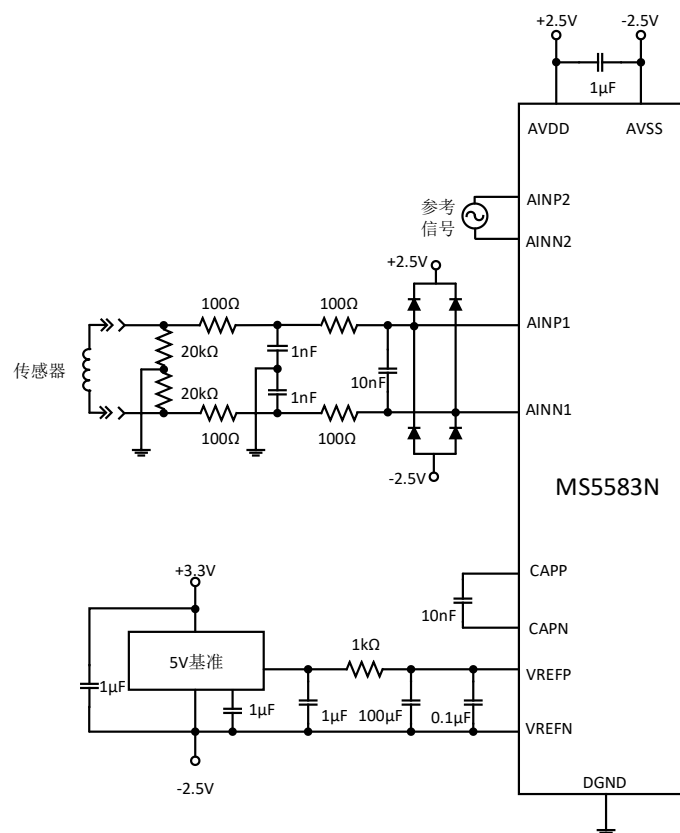 +2.5V
-2.5V
1μF
AVDD
AVSS
参考
信号
AINP2
AINN2
+2.5V
100Ω
100Ω
AINP1
传感器
20kΩ
1nF
10nF
20kΩ
1nF
AINN1
100Ω
100Ω
-2.5V
MS5583N
+3.3V
CAPP
10nF
CAPN
1kΩ
5V基准
VREFP
1μF
1μF
1μF
100μF
0.1μF
VREFN
-2.5V
DGND